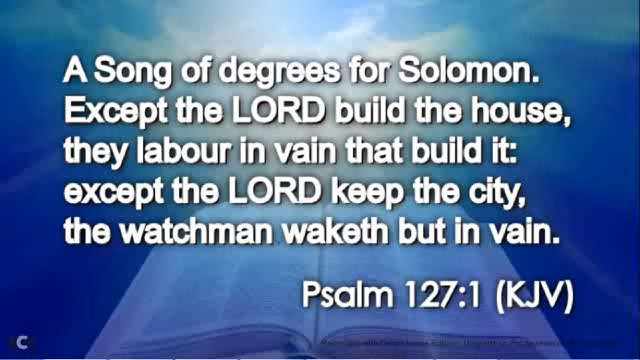 A Song of degrees for Solomon.
Except the LORD build the house,
they labour in vain that build it:
except the LORD keep the city,
the watchman waketh but in vain.
Psalm 127:1 (KJV)